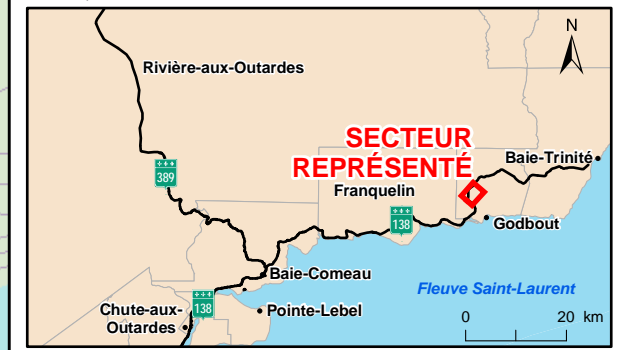 N
Rivière-aux-Outardes
SECTEUR
REPRÉSENTÉ
Baie-Trinité
389
Franquelin
138
Godbout
Baie-Comeau
Fleuve Saint-Laurent
Chute-aux-
Outardes
138
Pointe-Lebel
0 20 km